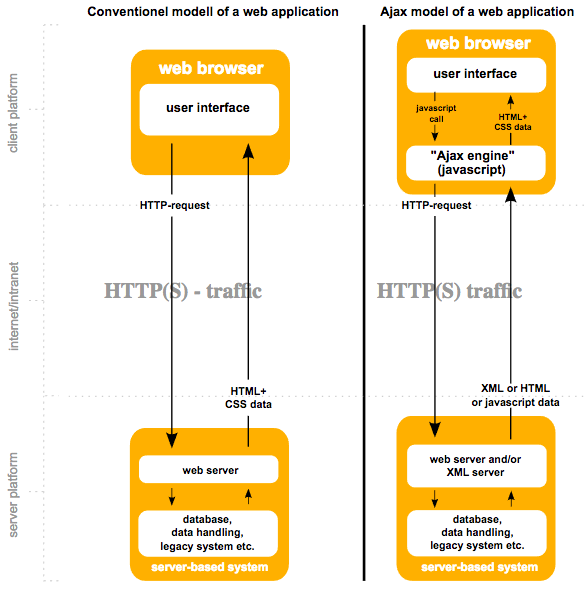 Conventionel modell of a web application
Ajax model of a web application
client platform
internet/intranet
server platform
web browser
user interface
HTTP-request
HTTP(S) - traffic
HTML+
CSS data
web server
database,
data handling,
legacy system etc.
server-based system
web browser
user interface
javascript
call
HTML+
CSS data
"Ajax engine"
(javascript)
HTTP-request
HTTP(S) traffic
XML or HTML
or javascript data
web server and/or
XML server
database,
data handling,
legacy system etc.
server-based system